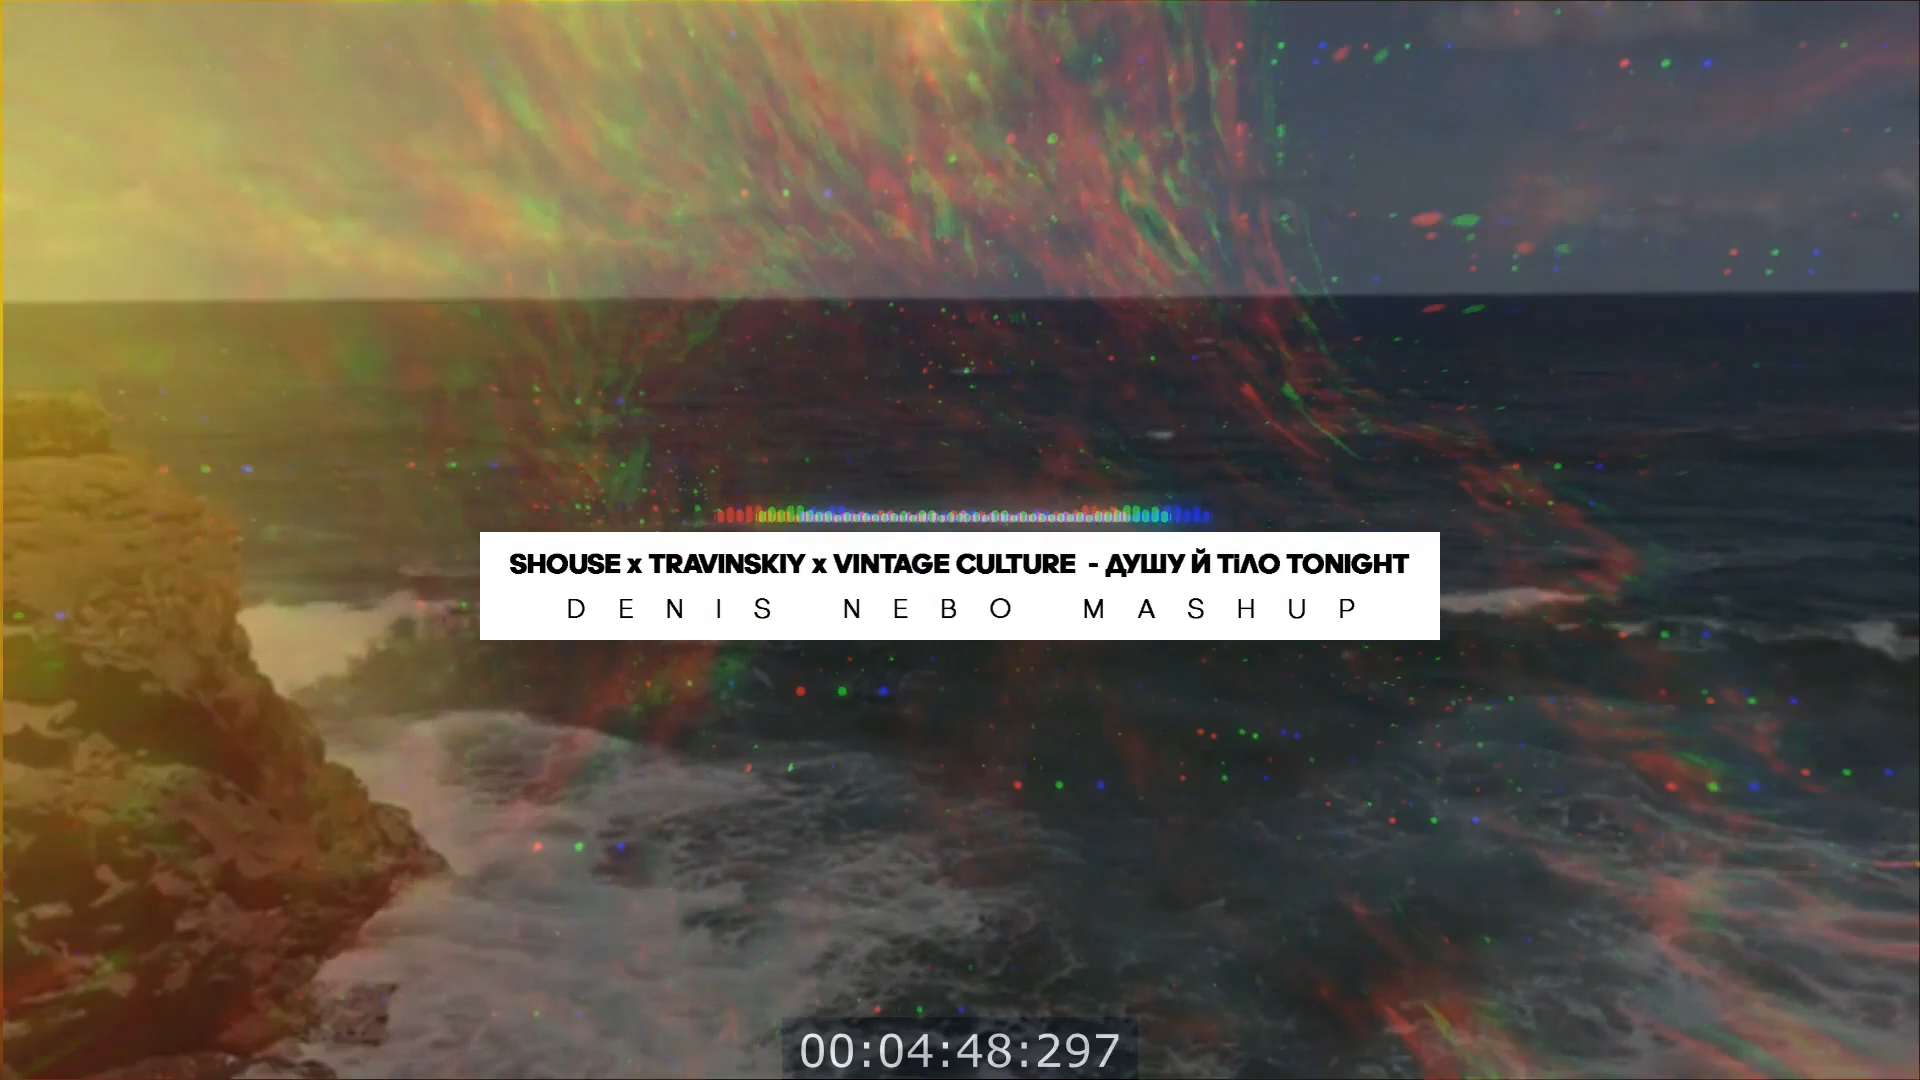 SHOUSE x TRAVINSKIY x VINTAGE CULTURE - ДУШУ Й ТіЛО TONIGHT
DENIS NEBO MASHUP
00:04:48:297